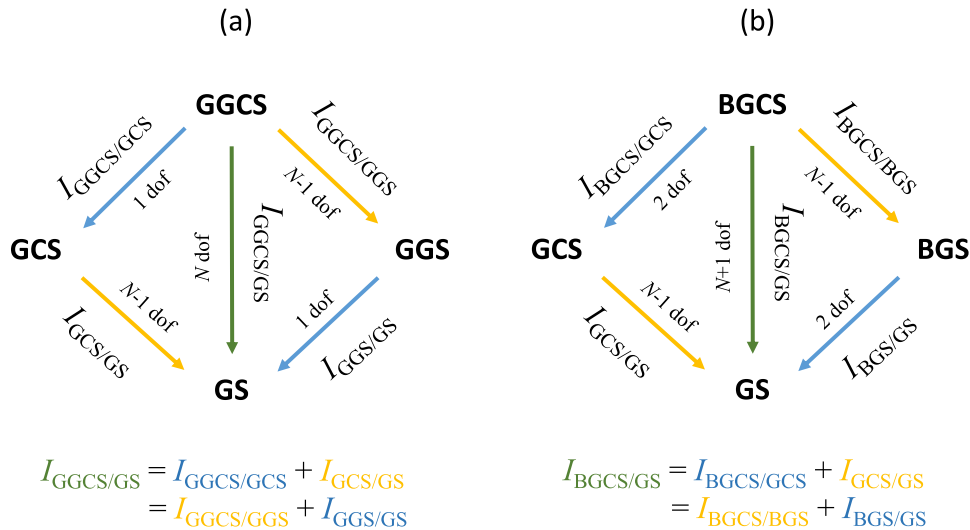 (a)
GGCS
I_GGCS/GCS
1 dof
I_GGCS/GGS
N-1 dof
N dof
I_GGCS/GS
GCS
GGS
N-1 dof
I_GCS/GS
1 dof
I_GGS/GS
GS
I_GGCS/GS = I_GGCS/GCS + I_GCS/GS
= I_GGCS/GGS + I_GGS/GS
(b)
BGCS
I_BGCS/GCS
2 dof
I_BGCS/BGS
N-1 dof
N+1 dof
I_BGCS/GS
GCS
BGS
N-1 dof
I_GCS/GS
2 dof
I_BGS/GS
GS
I_BGCS/GS = I_BGCS/GCS + I_GCS/GS
= I_BGCS/BGS + I_BGS/GS